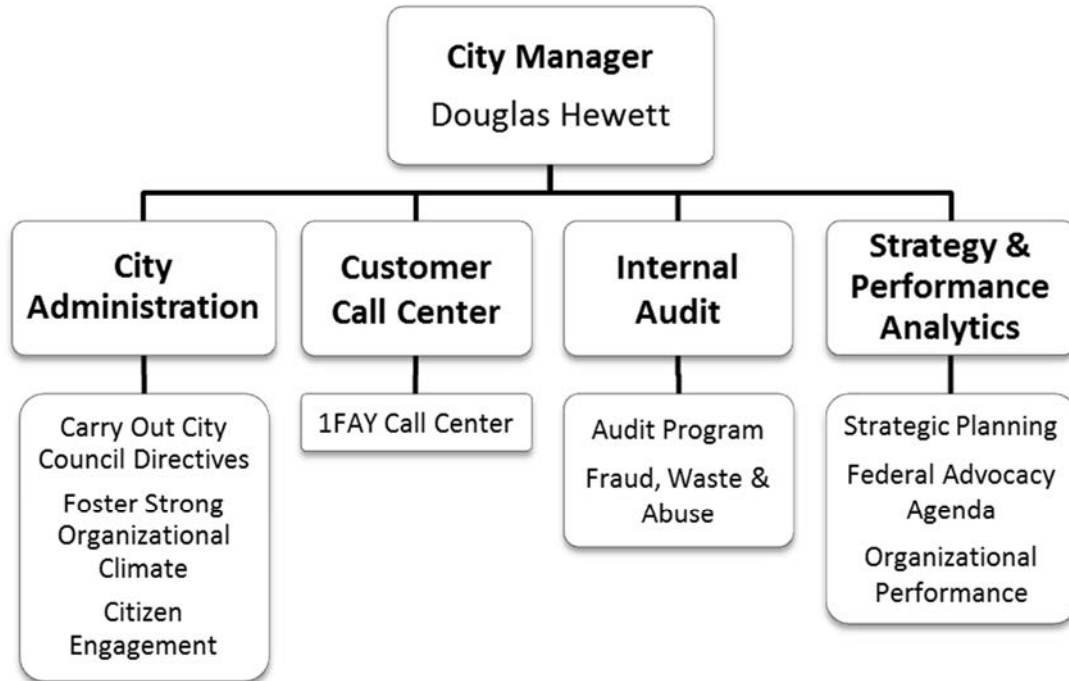 City Manager
Douglas Hewett
City
Administration
Carry Out City
Council Directives
Foster Strong
Organizational
Climate
Citizen
Engagement
Customer
Call Center
1FAY Call Center
Internal
Audit
Audit Program
Fraud, Waste &
Abuse
Strategy &
Performance
Analytics
Strategic Planning
Federal Advocacy
Agenda
Organizational
Performance